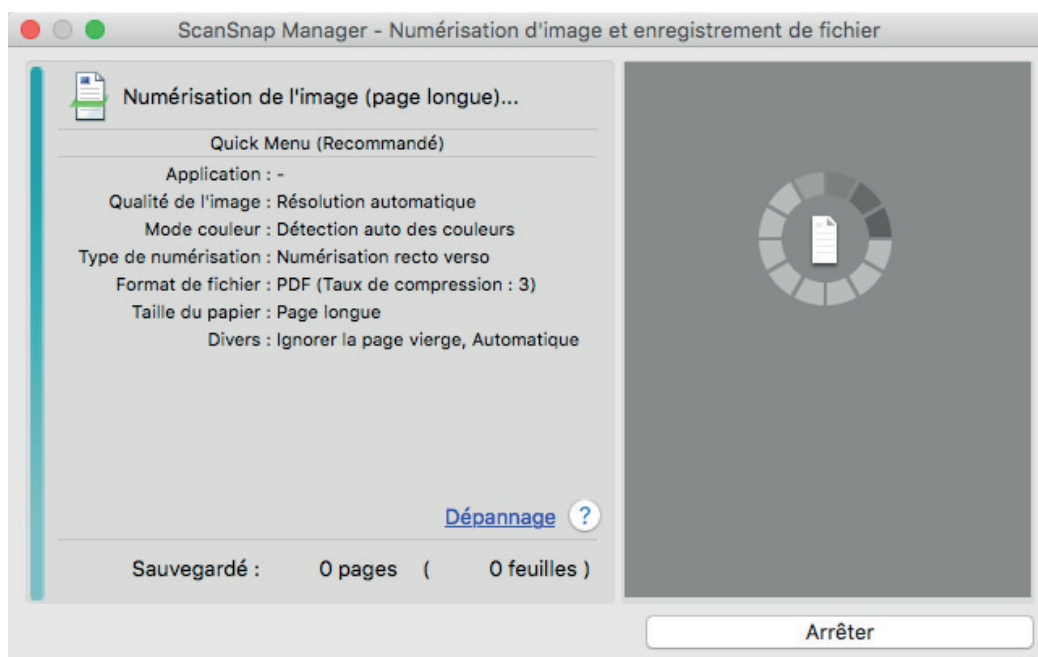 ScanSnap Manager - Numérisation d'image et enregistrement de fichier
Numérisation de l'image (page longue)...
Quick Menu (Recommandé)
Application : -
Qualité de l'image : Résolution automatique
Mode couleur : Détection auto des couleurs
Type de numérisation : Numérisation recto verso
Format de fichier : PDF (Taux de compression : 3)
Taille du papier : Page longue
Divers : Ignorer la page vierge, Automatique
Dépannage ?
Sauvegardé : 0 pages ( 0 feuilles )
Arrêter